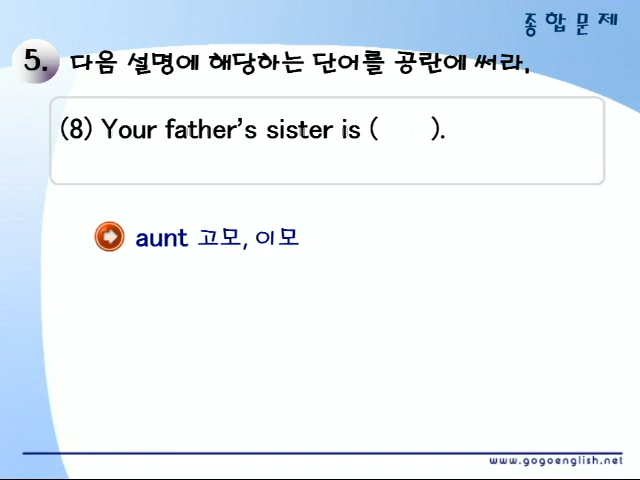 종합문제
5. 다음 설명에 해당하는 단어를 공란에 써라.
(8) Your father's sister is (     ).
aunt 고모, 이모
www.gogoenglish.net